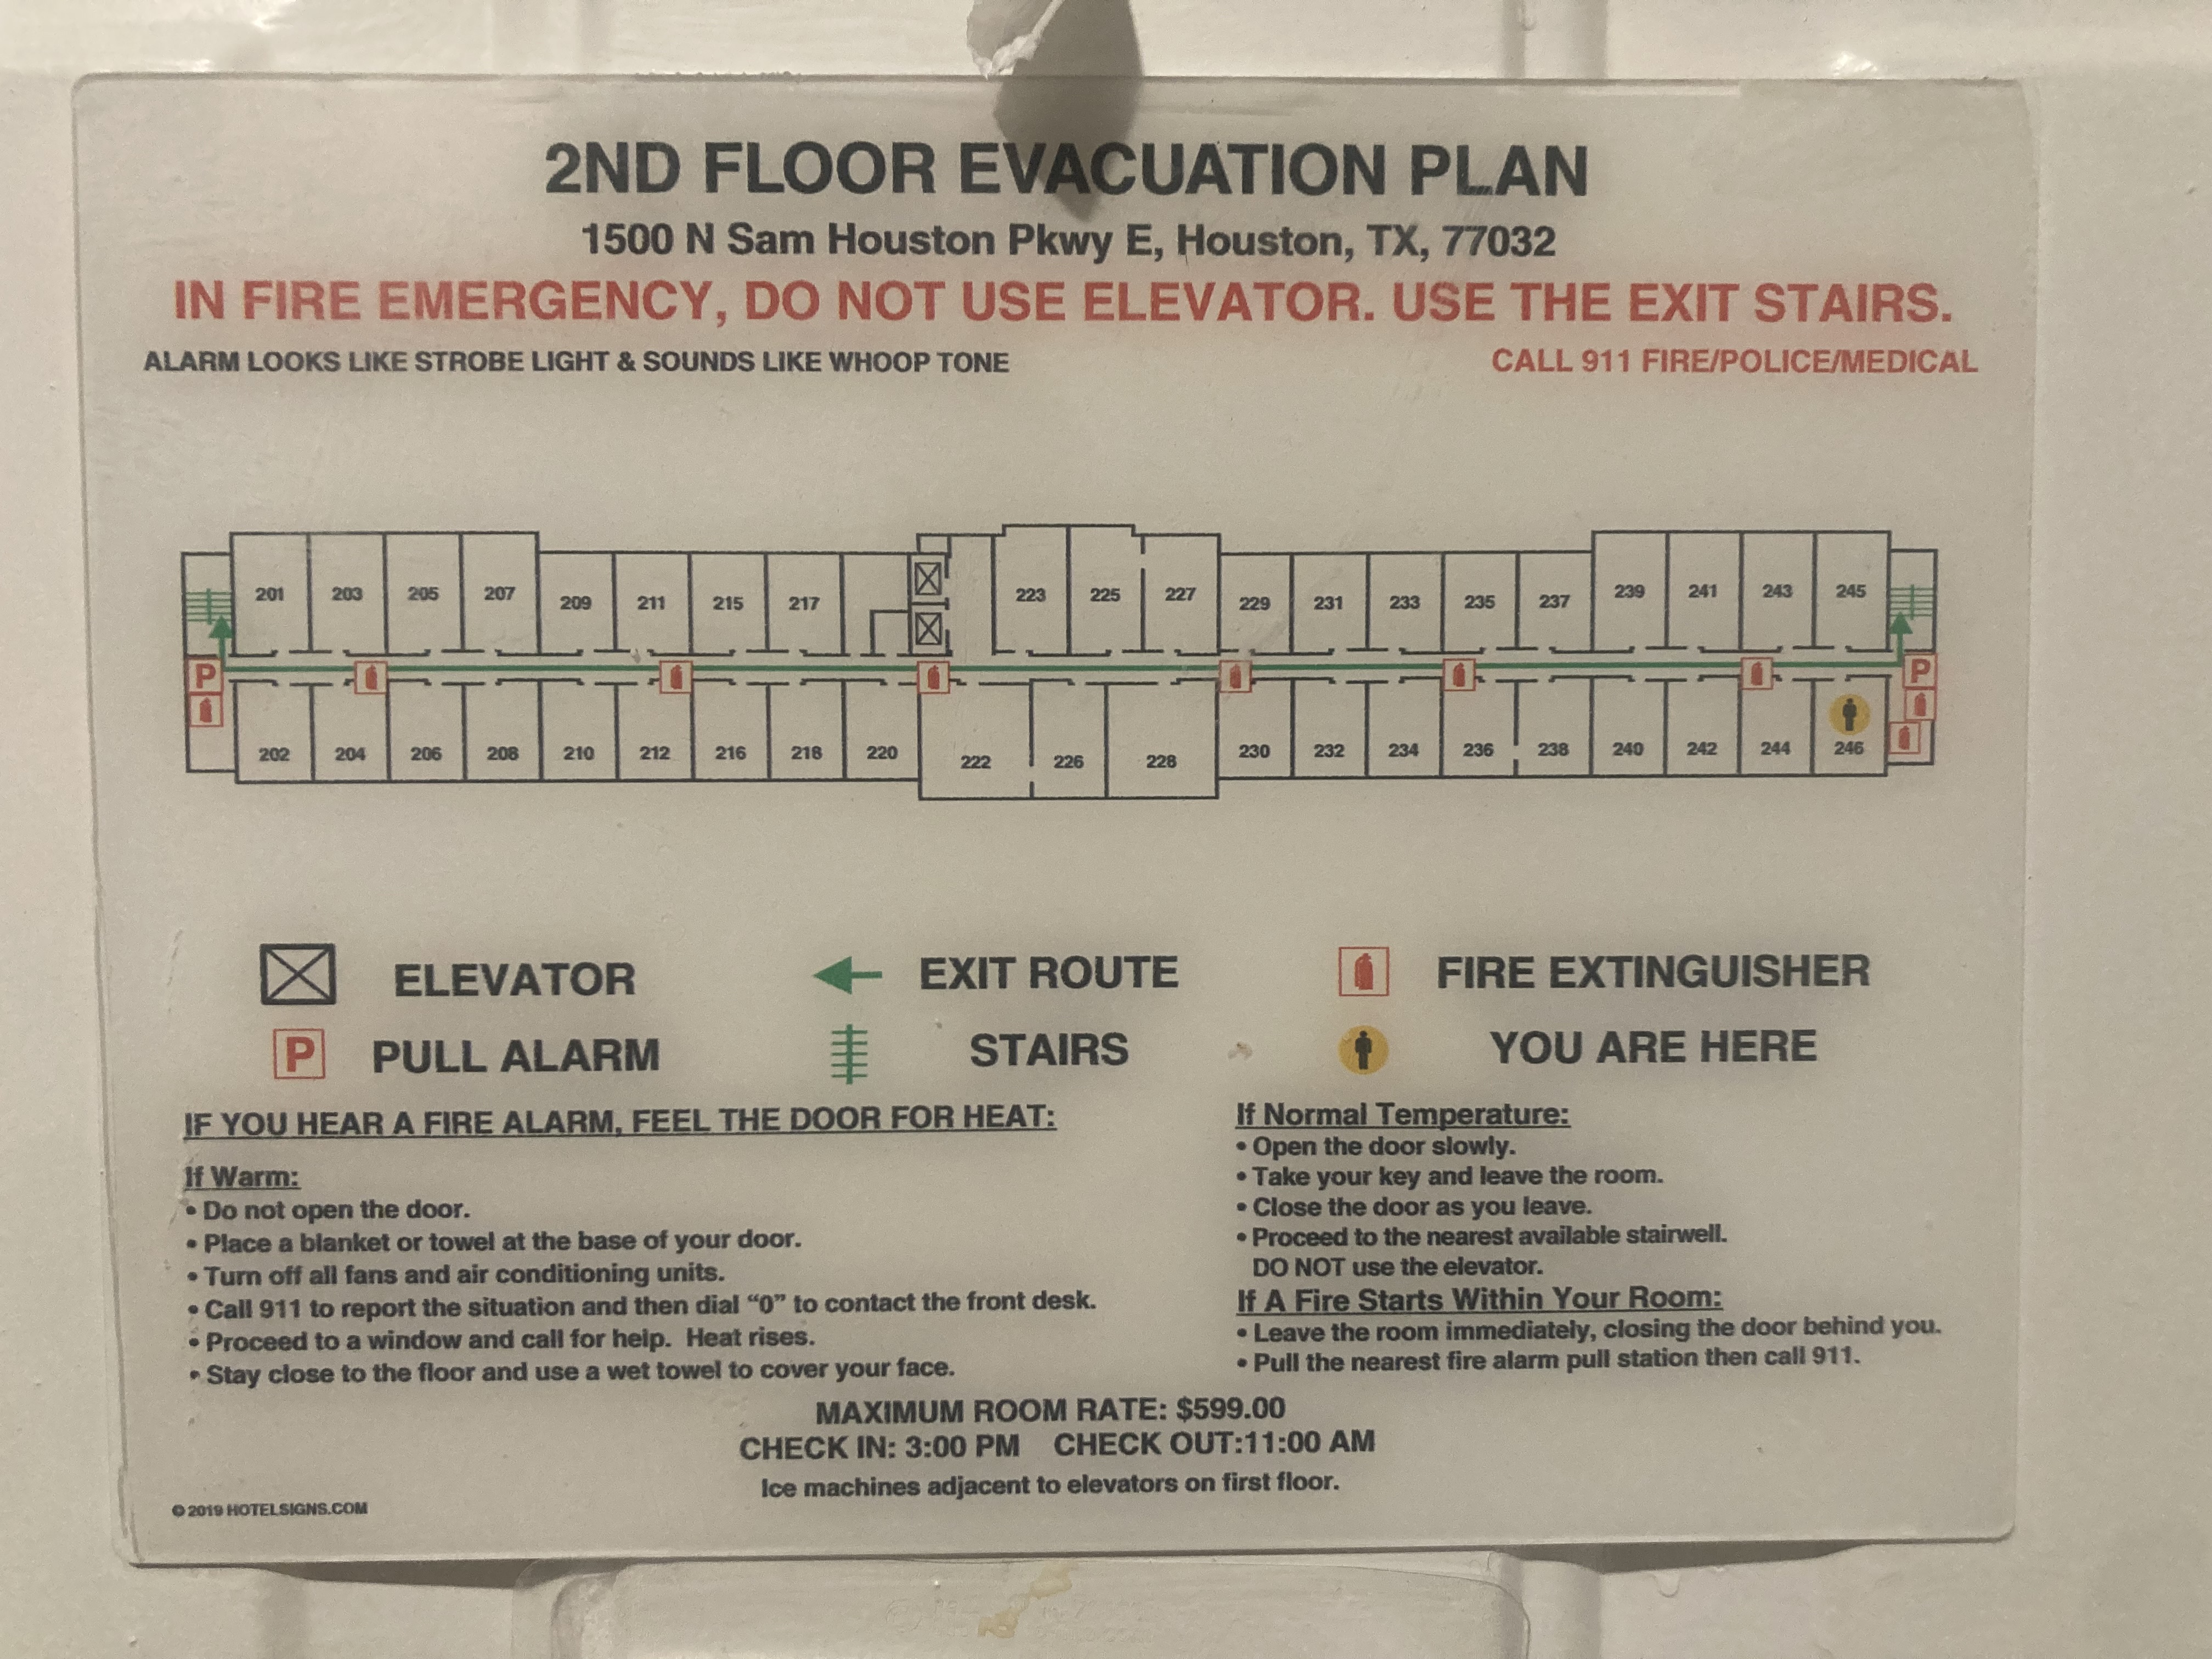 2ND FLOOR EVACUATION PLAN
1500 N Sam Houston Pkwy E, Houston, TX, 77032
IN FIRE EMERGENCY, DO NOT USE ELEVATOR. USE THE EXIT STAIRS.
ALARM LOOKS LIKE STROBE LIGHT & SOUNDS LIKE WHOOP TONE
CALL 911 FIRE/POLICE/MEDICAL
201 203 205 207 209 211 215 217 223 225 227 229 231 233 235 237 239 241 243 245
P P
202 204 206 208 210 212 216 218 220 222 226 228 230 232 234 236 238 240 242 244 246
ELEVATOR EXIT ROUTE FIRE EXTINGUISHER
P PULL ALARM STAIRS YOU ARE HERE
IF YOU HEAR A FIRE ALARM, FEEL THE DOOR FOR HEAT:
If Warm:
• Do not open the door.
• Place a blanket or towel at the base of your door.
• Turn off all fans and air conditioning units.
• Call 911 to report the situation and then dial “0” to contact the front desk.
• Proceed to a window and call for help. Heat rises.
• Stay close to the floor and use a wet towel to cover your face.
If Normal Temperature:
• Open the door slowly.
• Take your key and leave the room.
• Close the door as you leave.
• Proceed to the nearest available stairwell.
DO NOT use the elevator.
If A Fire Starts Within Your Room:
• Leave the room immediately, closing the door behind you.
• Pull the nearest fire alarm pull station then call 911.
MAXIMUM ROOM RATE: $599.00
CHECK IN: 3:00 PM CHECK OUT:11:00 AM
Ice machines adjacent to elevators on first floor.
© 2019 HOTELSIGNS.COM